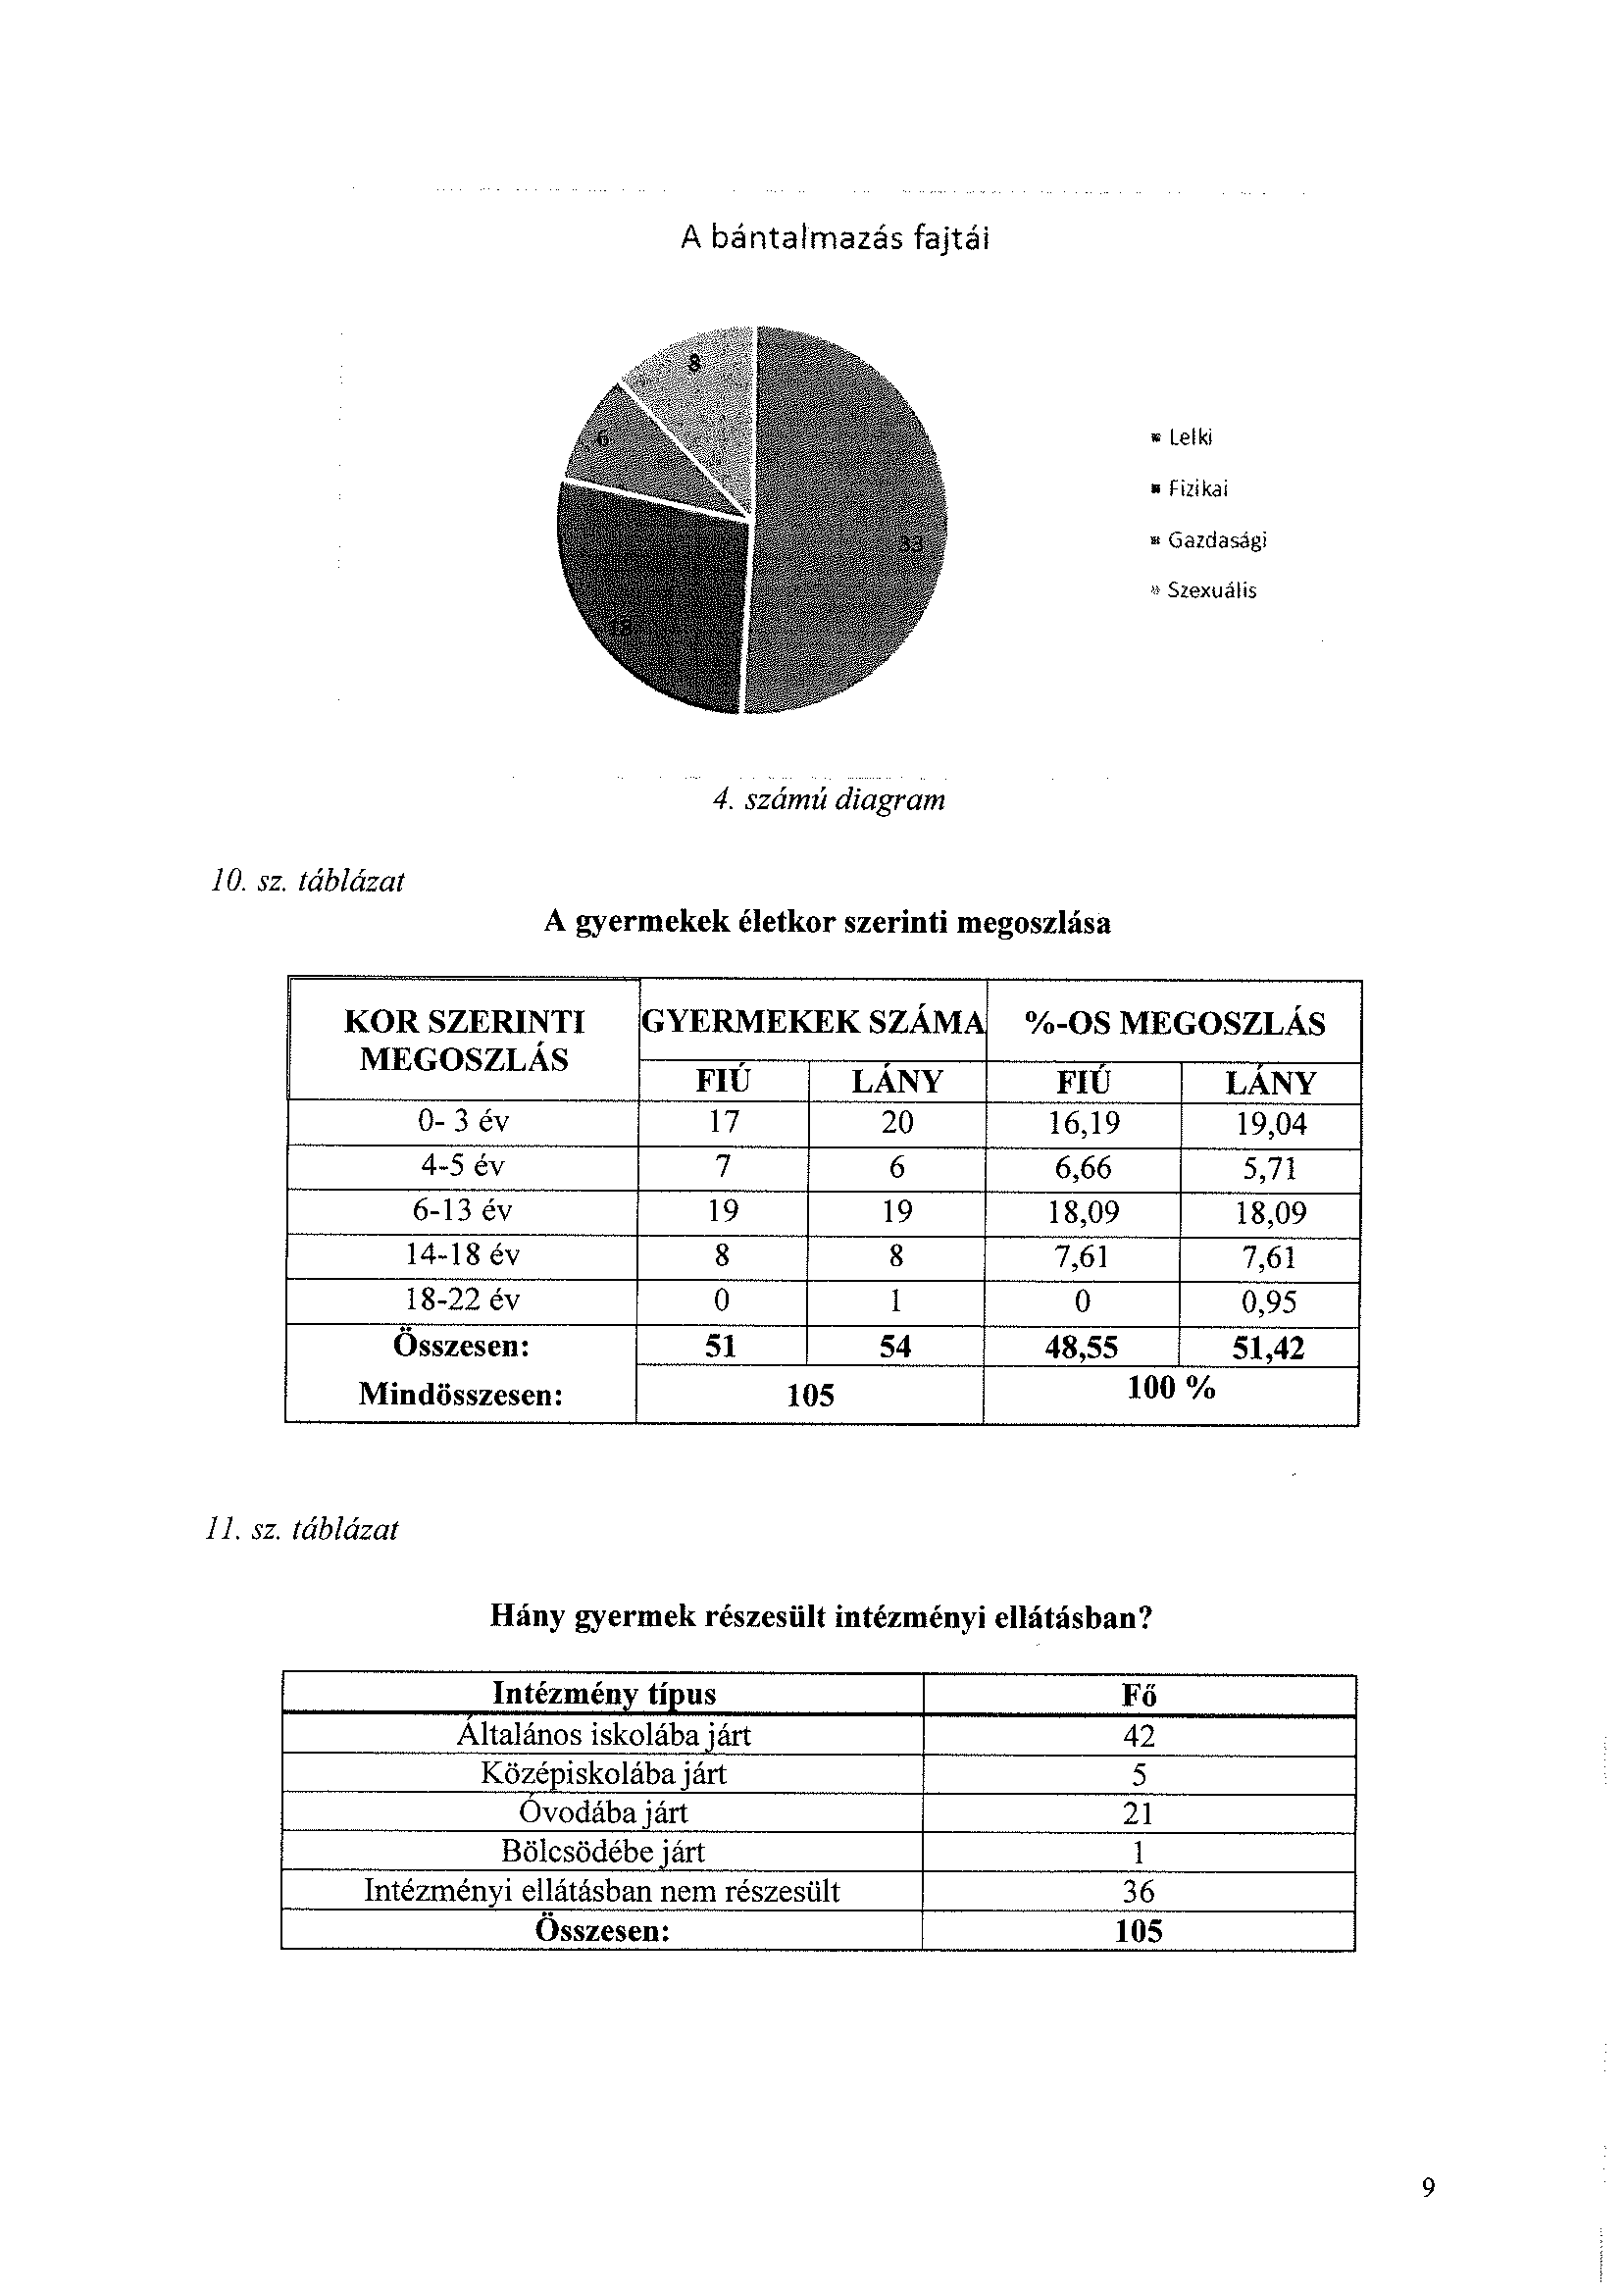 A bántalmazás fajtái
8
6
33
18
Lelki
Fizikai
Gazdasági
Szexuális
4. számú diagram
10. sz. táblázat
A gyermekek életkor szerinti megoszlása
KOR SZERINTI MEGOSZLÁS GYERMEKEK SZÁMA %-OS MEGOSZLÁS
FIÚ LÁNY FIÚ LÁNY
0- 3 év 17 20 16,19 19,04
4-5 év 7 6 6,66 5,71
6-13 év 19 19 18,09 18,09
14-18 év 8 8 7,61 7,61
18-22 év 0 1 0 0,95
Összesen: 51 54 48,55 51,42
Mindösszesen: 105 100 %
11. sz. táblázat
Hány gyermek részesült intézményi ellátásban?
Intézmény típus Fő
Általános iskolába járt 42
Középiskolába járt 5
Óvodába járt 21
Bölcsödébe járt 1
Intézményi ellátásban nem részesült 36
Összesen: 105
9